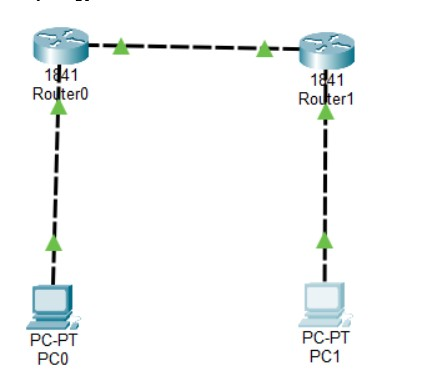 1841
Router0
1841
Router1
PC-PT
PC0
PC-PT
PC1